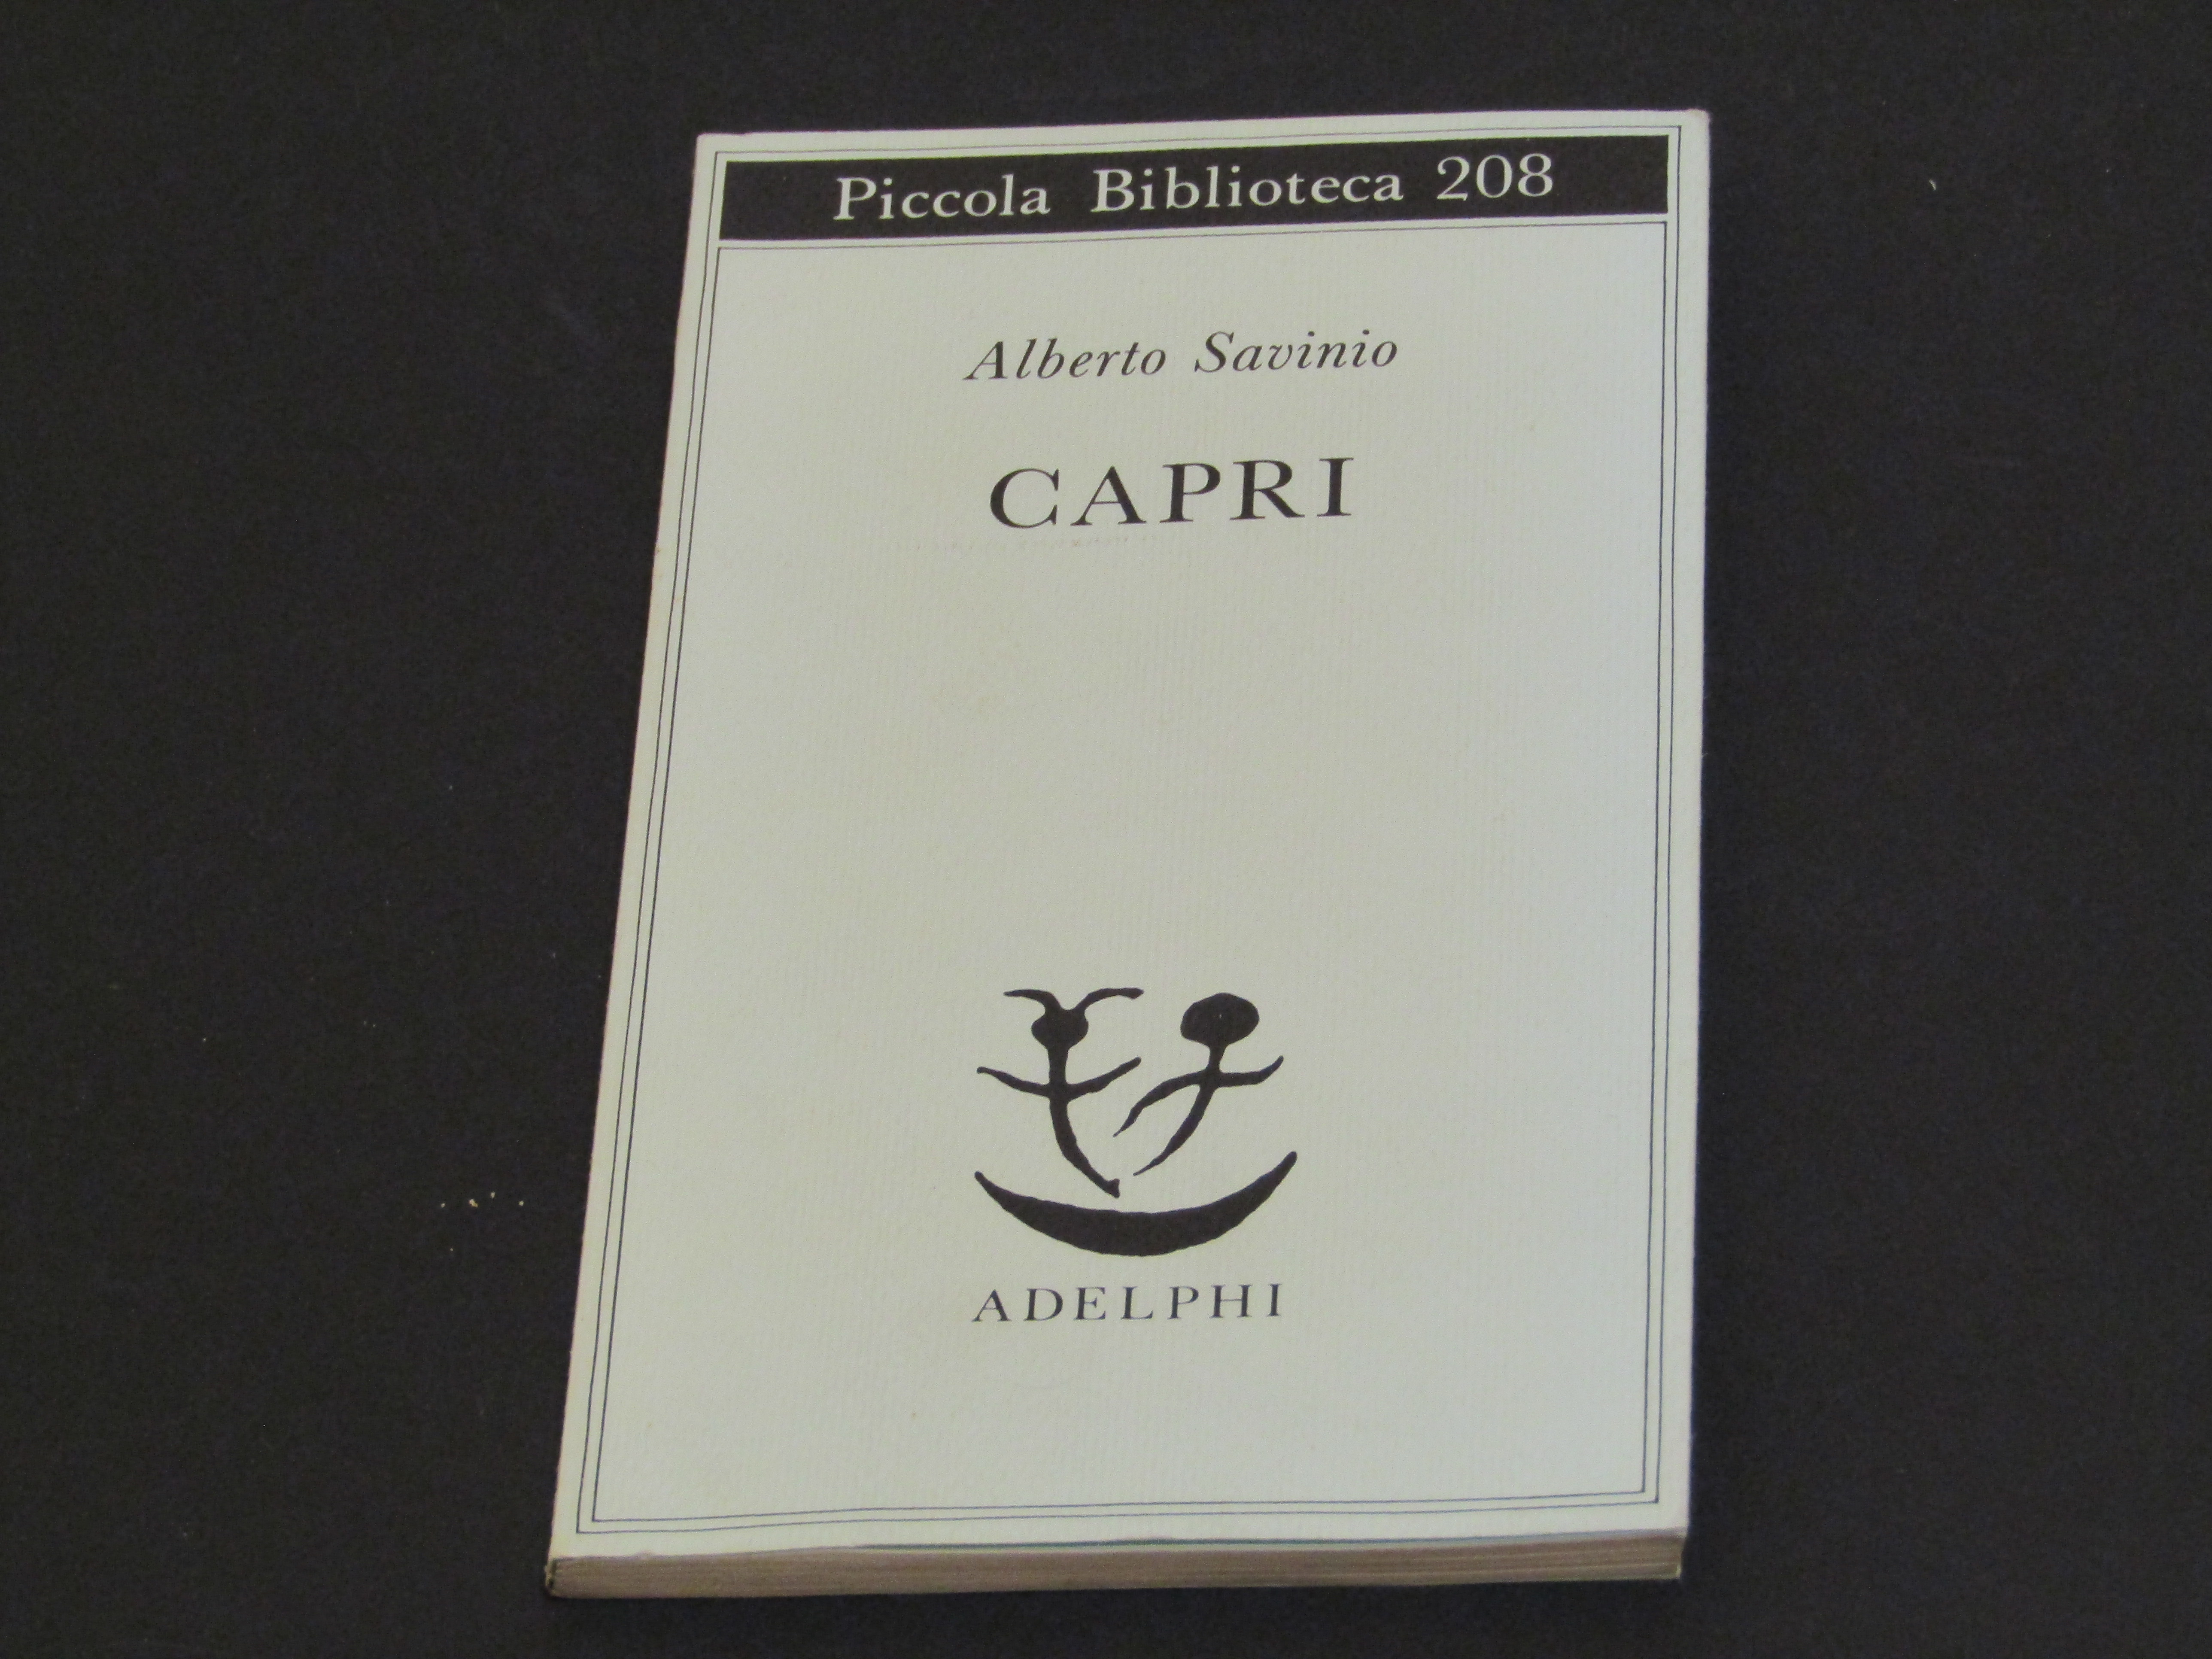 Piccola Biblioteca 208
Alberto Savinio
CAPRI
ADELPHI